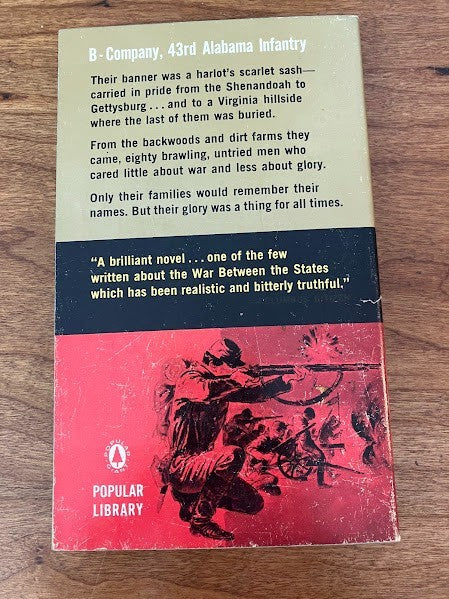 B-Company, 43rd Alabama Infantry
Their banner was a harlot's scarlet sash—
carried in pride from the Shenandoah to
Gettysburg...and to a Virginia hillside
where the last of them was buried.
From the backwoods and dirt farms they
came, eighty brawling, untried men who
cared little about war and less about glory.
Only their families would remember their
names. But their glory was a thing for all times.
“A brilliant novel...one of the few
written about the War Between the States
which has been realistic and bitterly truthful.”
COLUMBUS CITIZEN
POPULAR
GIANT
POPULAR
LIBRARY